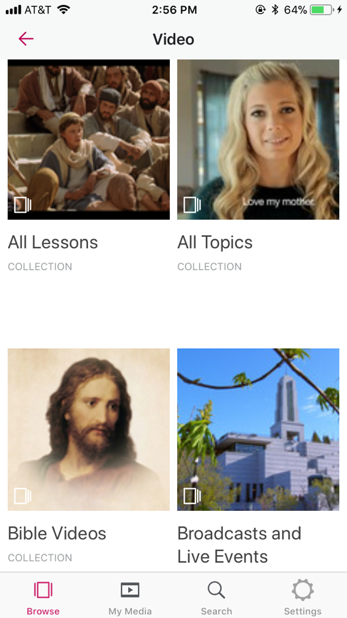 AT&T 2:56 PM 64%
Video
Love my mother.
All Lessons
COLLECTION
All Topics
COLLECTION
Bible Videos
COLLECTION
Broadcasts and
Live Events
Browse
My Media
Search
Settings